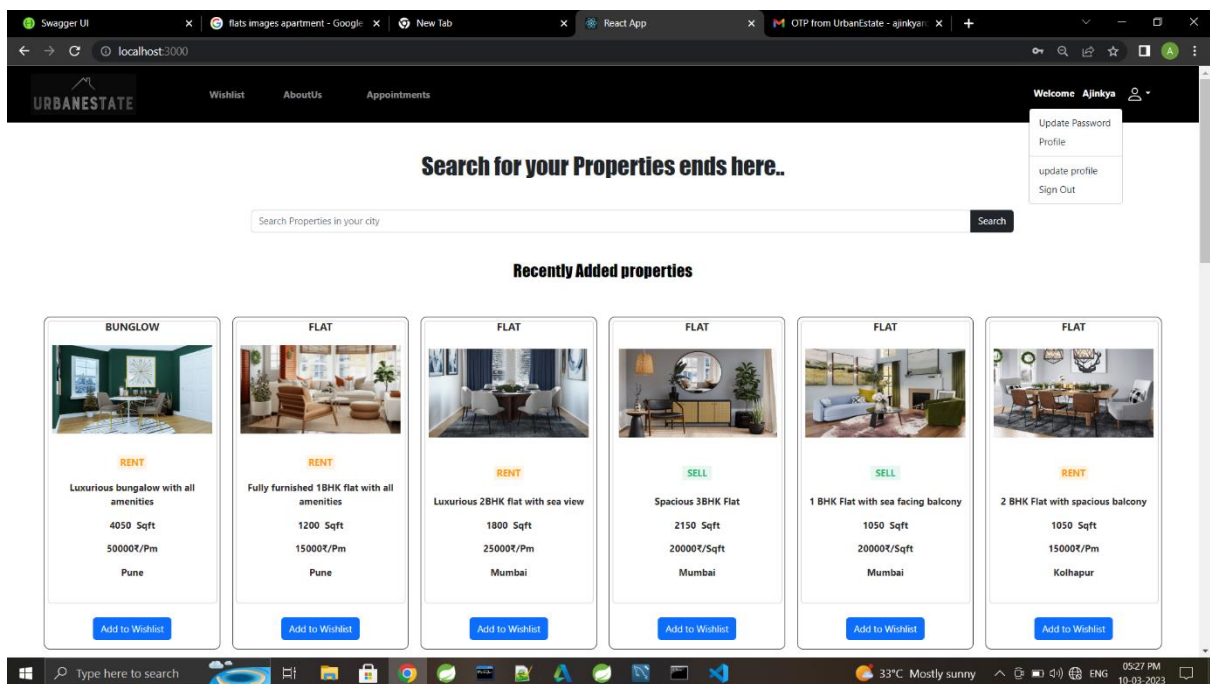 Swagger UI
flats images apartment - Google
New Tab
React App
OTP from UrbanEstate - ajinkyar
localhost:3000
URBANESTATE
Wishlist
AboutUs
Appointments
Welcome Ajinkya
Update Password
Profile
update profile
Sign Out
Search for your Properties ends here..
Search Properties in your city
Search
Recently Added properties
BUNGLOW
RENT
Luxurious bungalow with all
amenities
4050 Sqft
50000₹/Pm
Pune
Add to Wishlist
FLAT
RENT
Fully furnished 1BHK flat with all
amenities
1200 Sqft
15000₹/Pm
Pune
Add to Wishlist
FLAT
RENT
Luxurious 2BHK flat with sea view
1800 Sqft
25000₹/Pm
Mumbai
Add to Wishlist
FLAT
SELL
Spacious 3BHK Flat
2150 Sqft
20000₹/Sqft
Mumbai
Add to Wishlist
FLAT
SELL
1 BHK Flat with sea facing balcony
1050 Sqft
20000₹/Sqft
Mumbai
Add to Wishlist
FLAT
RENT
2 BHK Flat with spacious balcony
1050 Sqft
15000₹/Pm
Kolhapur
Add to Wishlist
Type here to search
33°C Mostly sunny
ENG
05:27 PM
10-03-2023